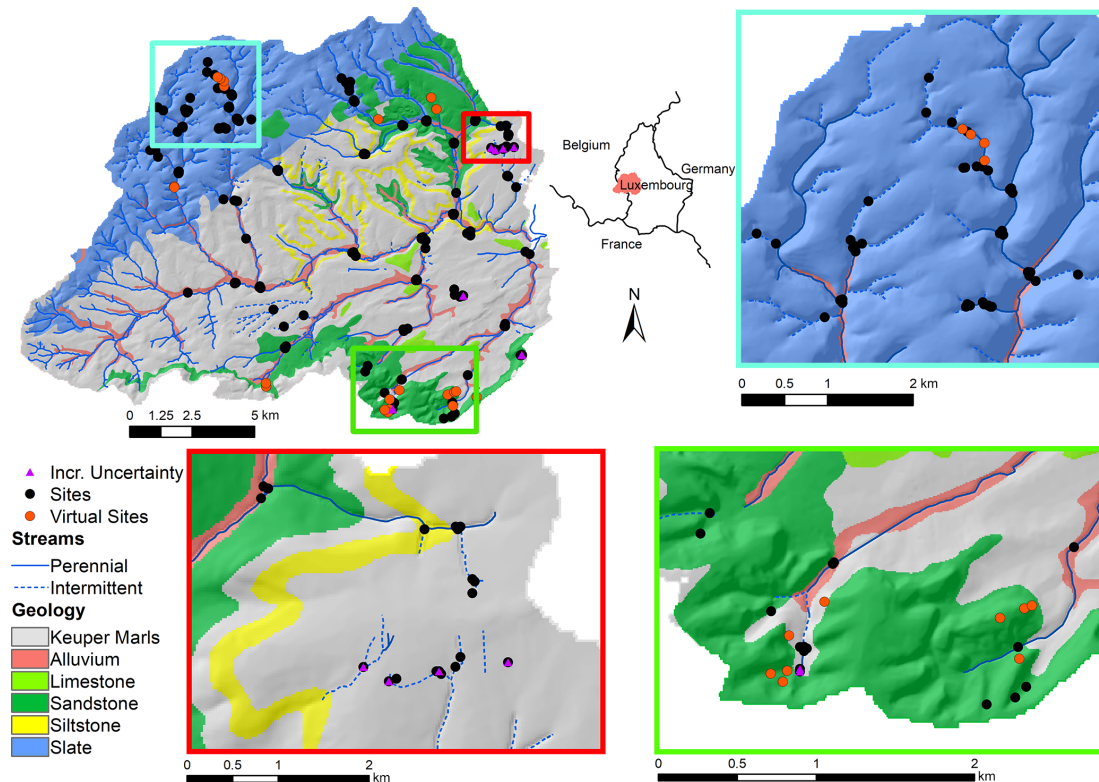 Belgium
Germany
Luxembourg
France
N
0 1.25 2.5 5 km
0 0.5 1 2 km
Incr. Uncertainty
Sites
Virtual Sites
Streams
Perennial
Intermittent
Geology
Keuper Marls
Alluvium
Limestone
Sandstone
Siltstone
Slate
0 0.5 1 2 km
0 1 2 km